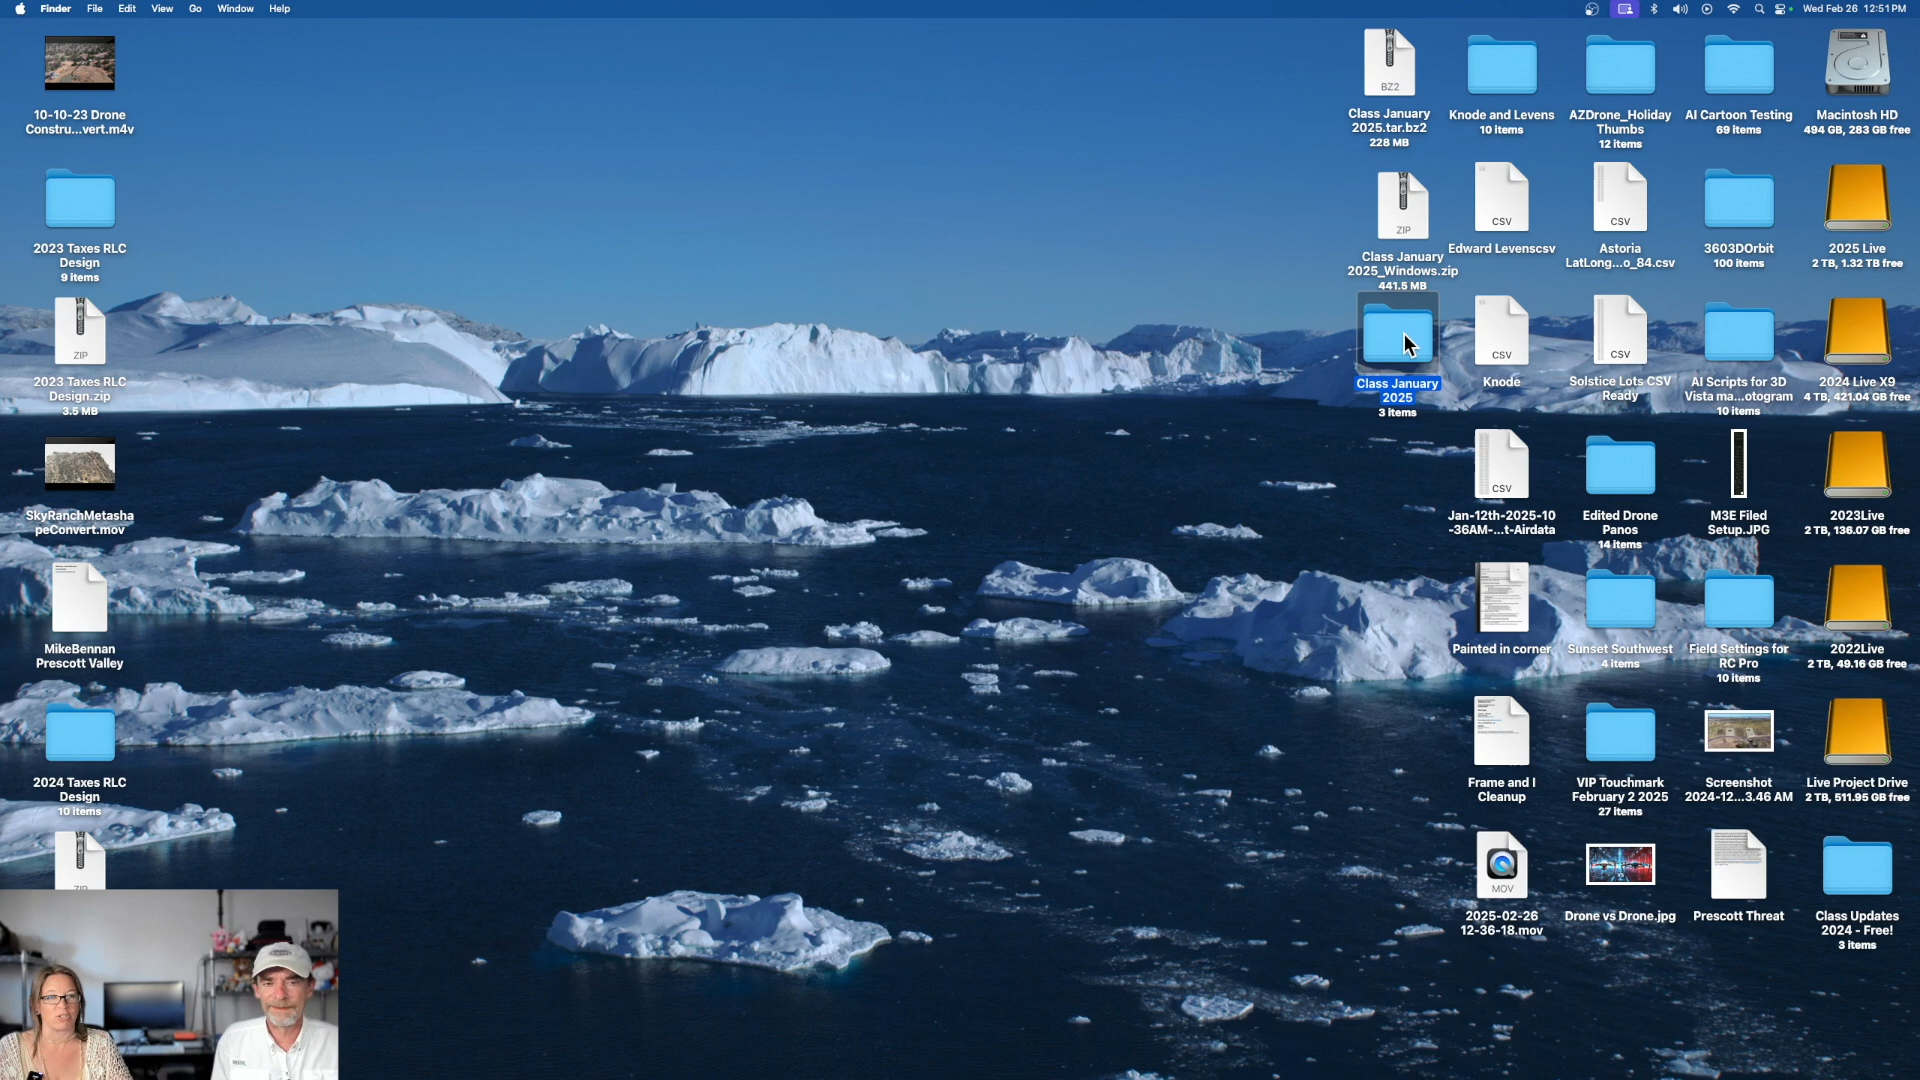 Finder File Edit View Go Window Help
Wed Feb 26 12:51 PM
10-10-23 Drone
Constru...vert.m4v
2023 Taxes RLC
Design
9 items
ZIP
2023 Taxes RLC
Design.zip
3.5 MB
SkyRanchMetasha
peConvert.mov
MikeBennan
Prescott Valley
2024 Taxes RLC
Design
10 items
ZIP
BZ2
Class January
2025.tar.bz2
228 MB
ZIP
Class January
2025_Windows.zip
441.5 MB
Class January
2025
3 items
Knode and Levens
10 items
CSV
Edward Levenscsv
CSV
Knode
CSV
Jan-12th-2025-10
-36AM-...t-Airdata
Painted in corner
Frame and I
Cleanup
MOV
2025-02-26
12-36-18.mov
AZDrone_Holiday
Thumbs
12 items
CSV
Astoria
LatLong...o_84.csv
CSV
Solstice Lots CSV
Ready
Edited Drone
Panos
14 items
Sunset Southwest
4 items
VIP Touchmark
February 2 2025
27 items
Drone vs Drone.jpg
AI Cartoon Testing
69 items
3603DOrbit
100 items
AI Scripts for 3D
Vista ma...otogram
10 items
M3E Filed
Setup.JPG
Field Settings for
RC Pro
10 items
Screenshot
2024-12...3.46 AM
Prescott Threat
Macintosh HD
494 GB, 283 GB free
2025 Live
2 TB, 1.32 TB free
2024 Live X9
4 TB, 421.04 GB free
2023Live
2 TB, 136.07 GB free
2022Live
2 TB, 49.16 GB free
Live Project Drive
2 TB, 511.95 GB free
Class Updates
2024 - Free!
3 items